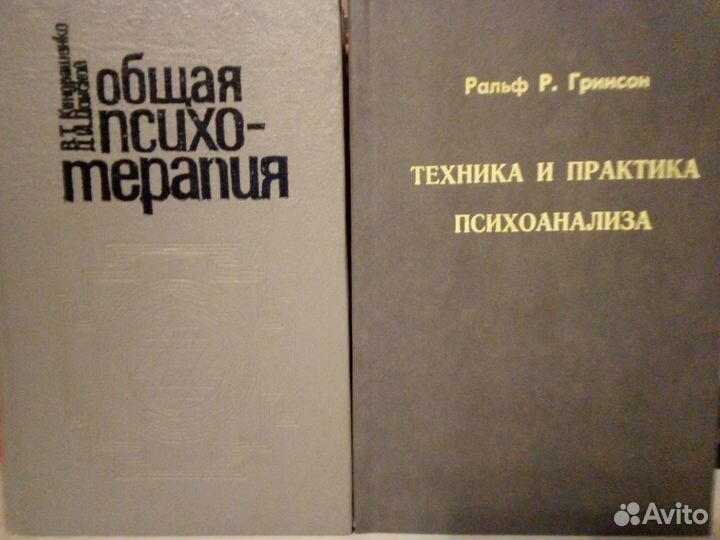 В.Т. Кондрашенко
Д.И. Донской
общая
психо-
терапия
Ральф Р. Гринсон
ТЕХНИКА И ПРАКТИКА
ПСИХОАНАЛИЗА
Avito